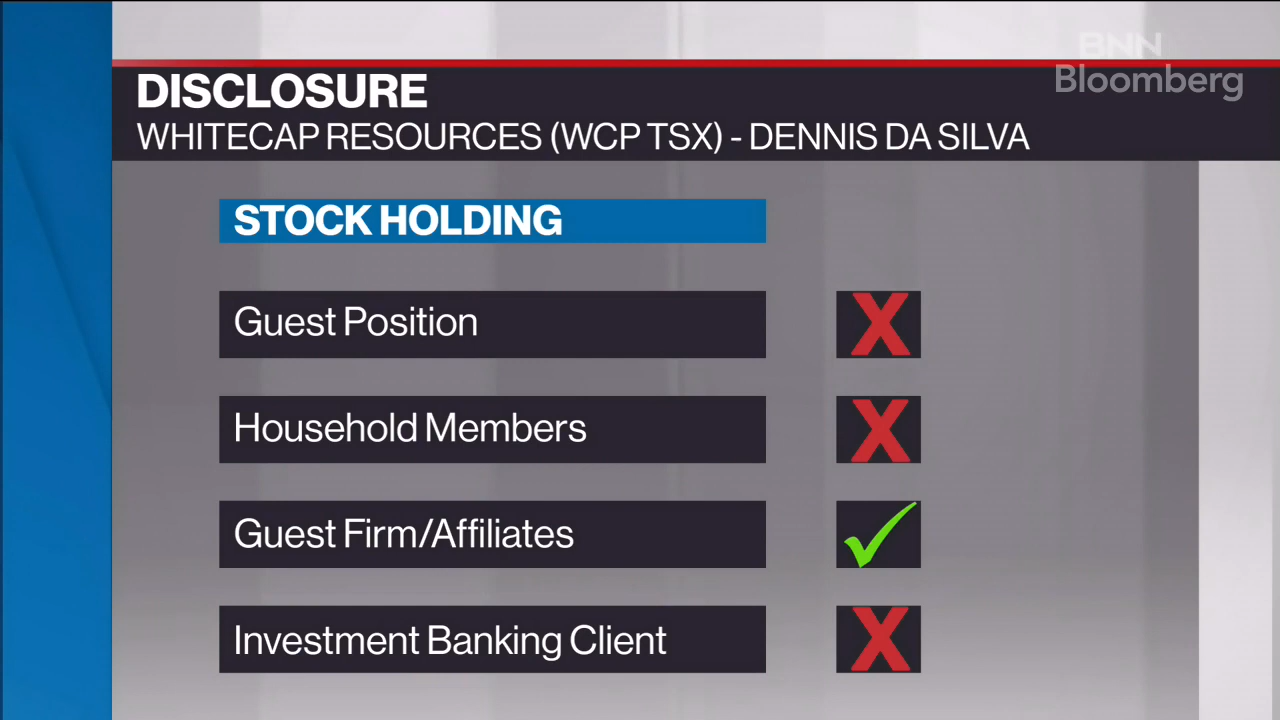 BNN
Bloomberg
DISCLOSURE
WHITECAP RESOURCES (WCP TSX) - DENNIS DA SILVA
STOCK HOLDING
Guest Position
X
Household Members
X
Guest Firm/Affiliates
✓
Investment Banking Client
X